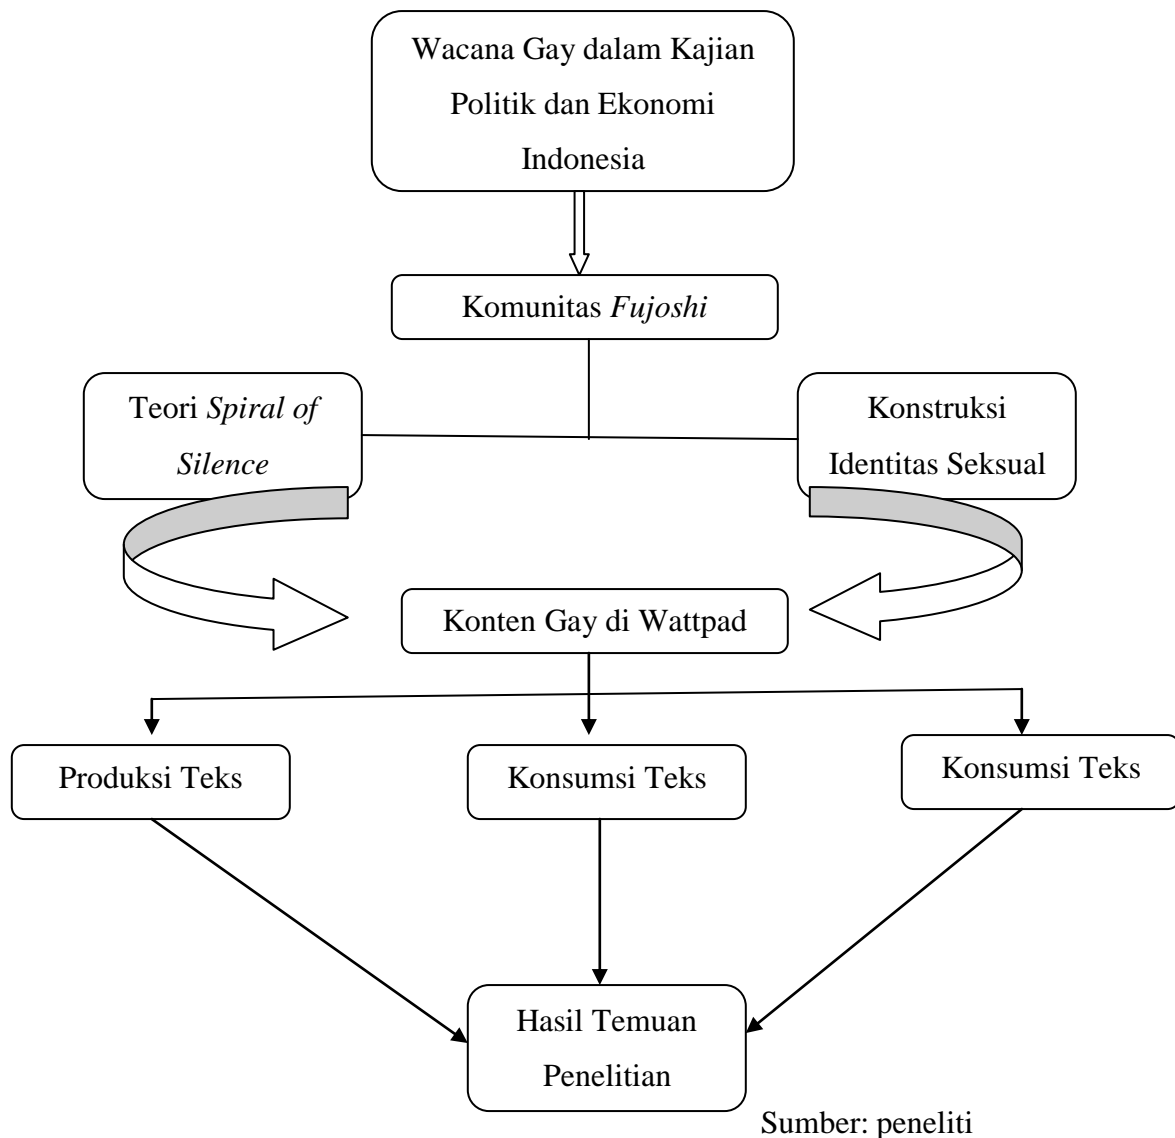 Wacana Gay dalam Kajian
Politik dan Ekonomi
Indonesia
Komunitas Fujoshi
Teori Spiral of
Silence
Konstruksi
Identitas Seksual
Konten Gay di Wattpad
Produksi Teks
Konsumsi Teks
Konsumsi Teks
Hasil Temuan
Penelitian
Sumber: peneliti